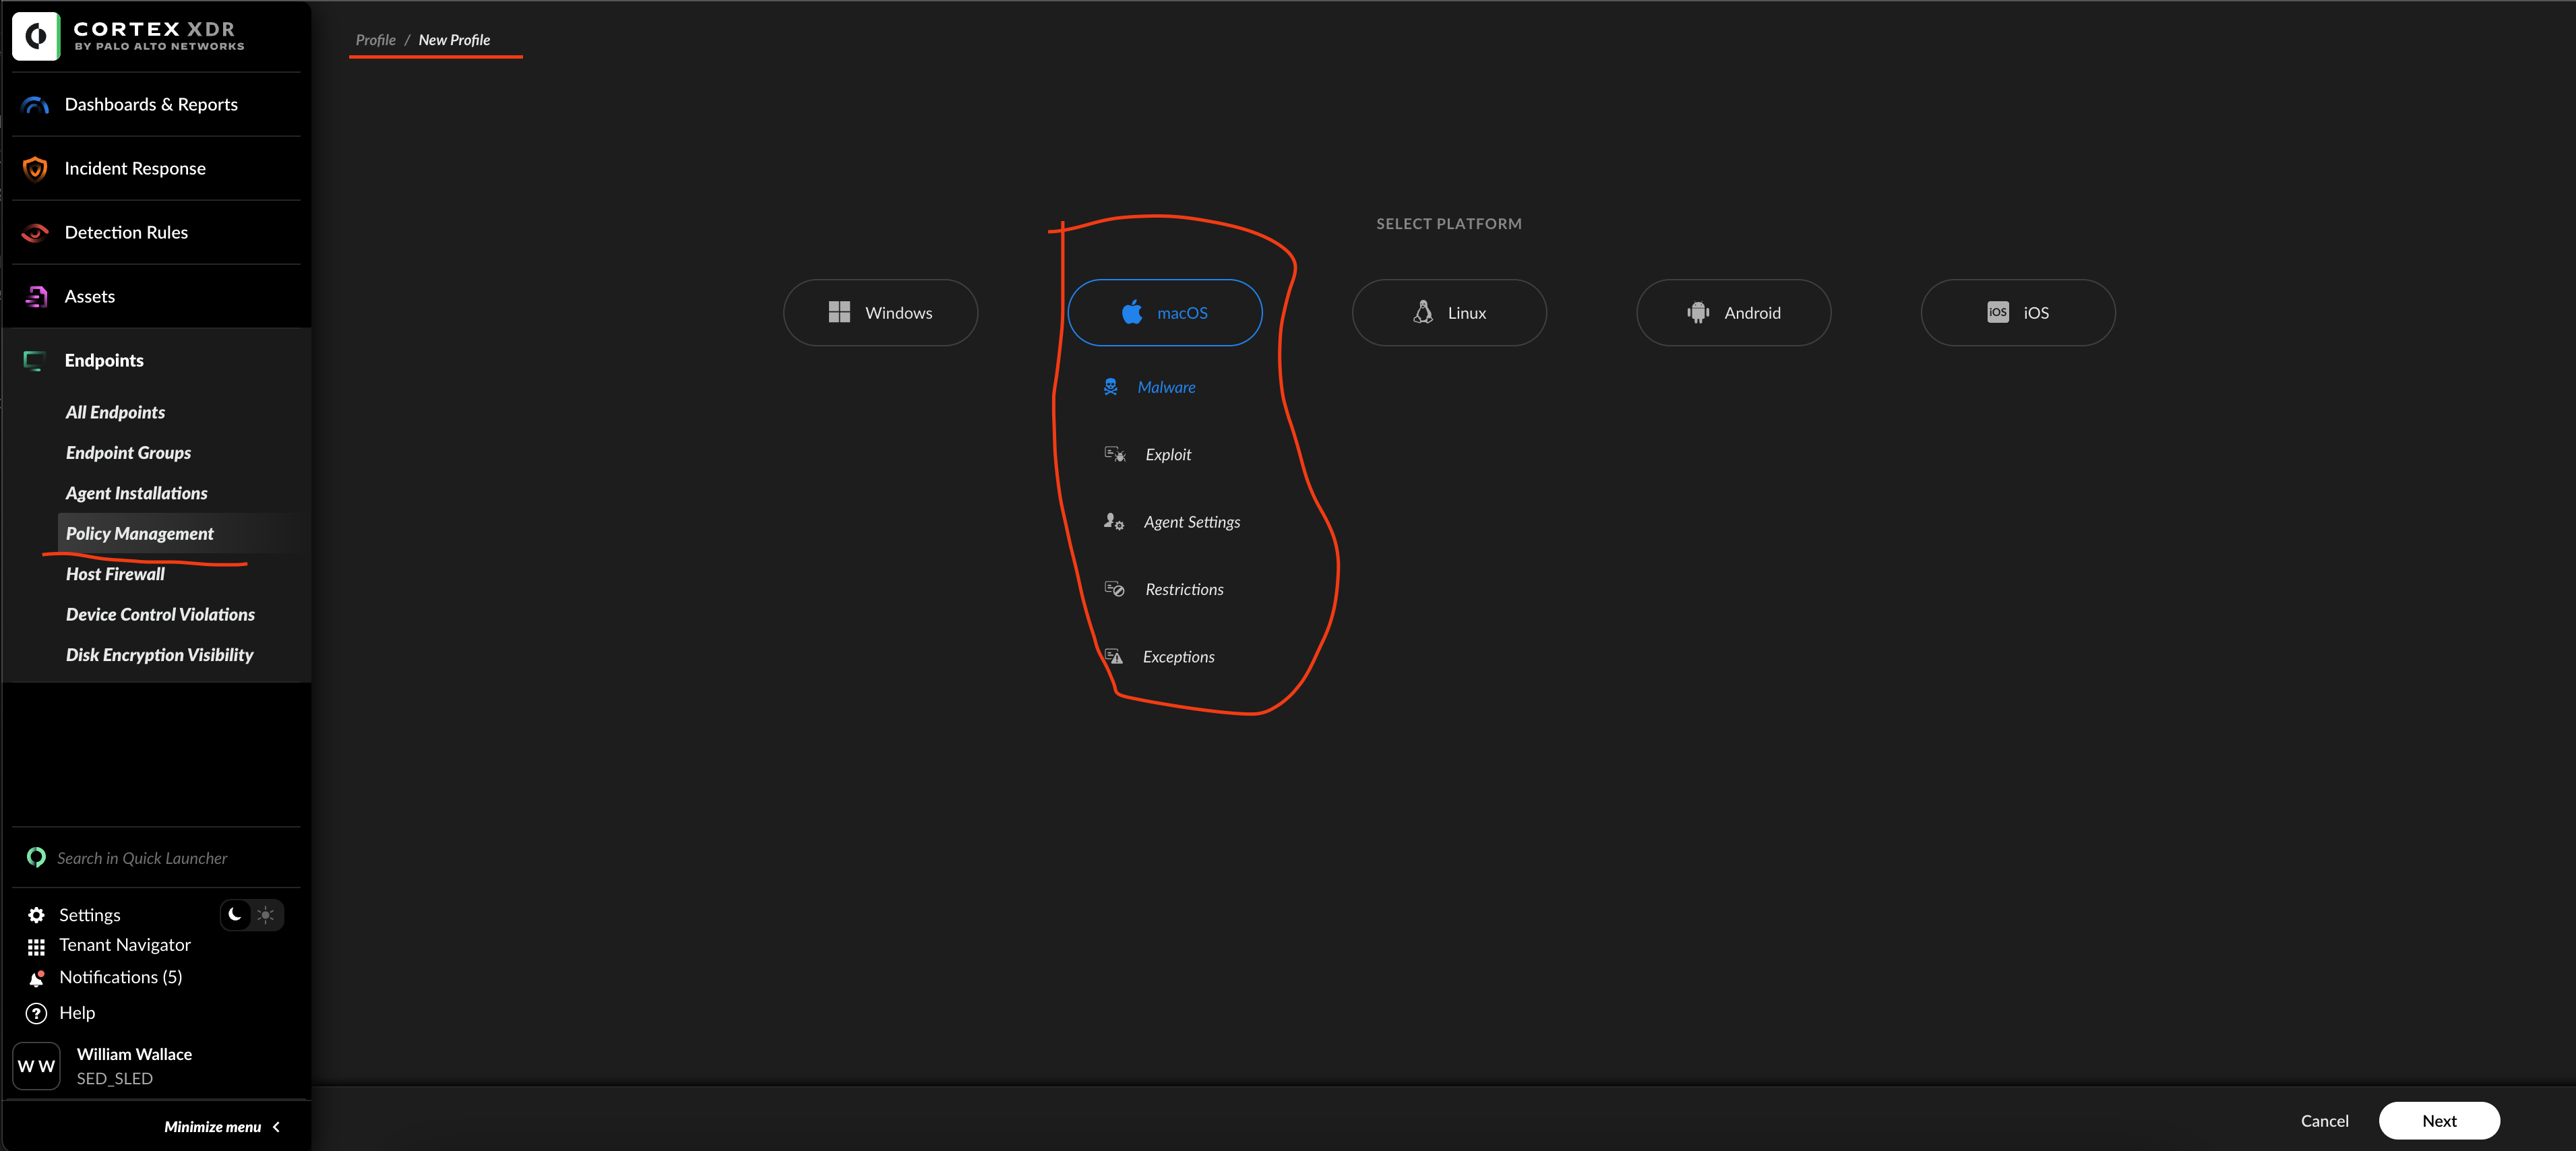 CORTEX XDR
BY PALO ALTO NETWORKS
Dashboards & Reports
Incident Response
Detection Rules
Assets
Endpoints
All Endpoints
Endpoint Groups
Agent Installations
Policy Management
Host Firewall
Device Control Violations
Disk Encryption Visibility
Search in Quick Launcher
Settings
Tenant Navigator
Notifications (5)
Help
W W
William Wallace
SED_SLED
Minimize menu
Profile / New Profile
SELECT PLATFORM
Windows
macOS
Malware
Exploit
Agent Settings
Restrictions
Exceptions
Linux
Android
iOS
iOS
Cancel
Next